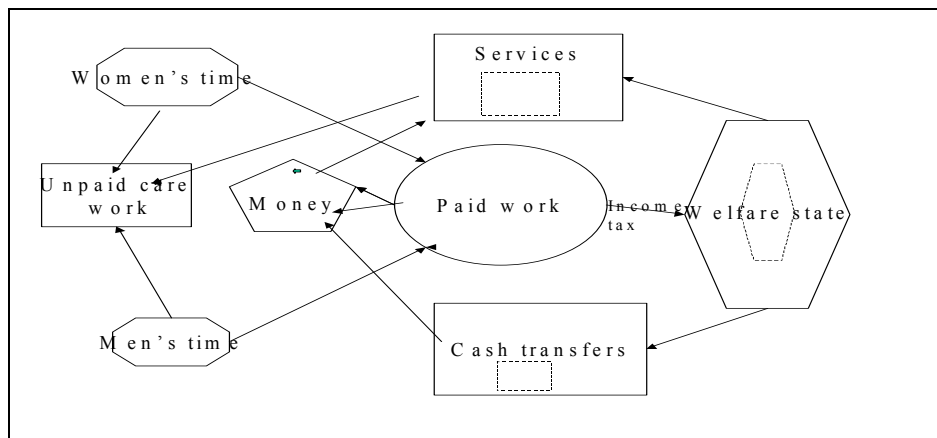 Services
Women’s time
Unpaid care
work
Money
Paid work
Income
tax
Welfare state
Men’s time
Cash transfers